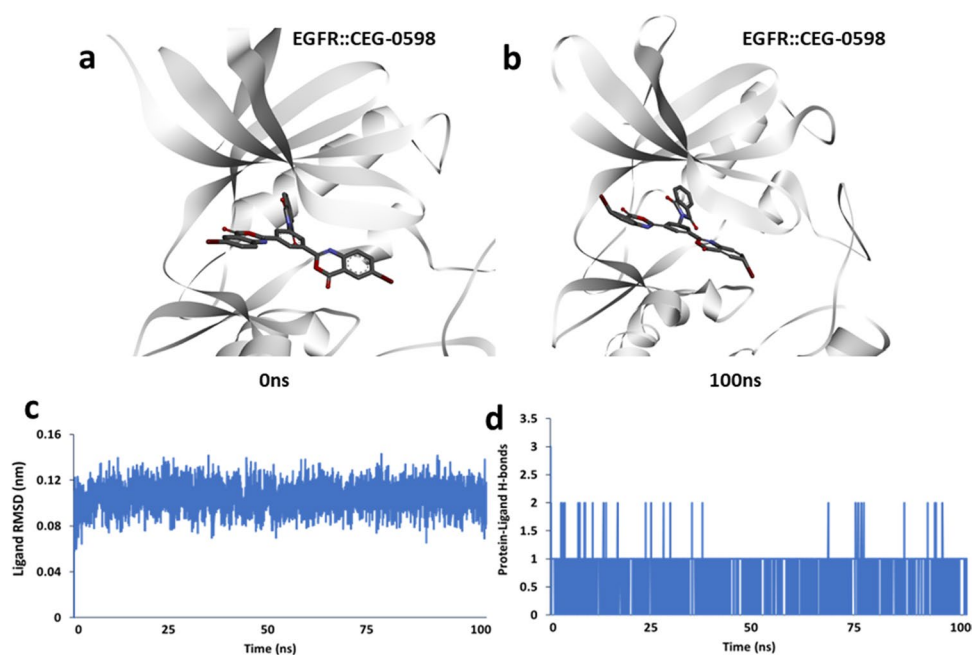 a
EGFR::CEG-0598
b
EGFR::CEG-0598
0ns
100ns
c
Ligand RMSD (nm)
0.16
0.12
0.08
0.04
0
0
25
50
75
100
Time (ns)
d
Protein-Ligand H-bonds
3.5
3
2.5
2
1.5
1
0.5
0
0
25
50
75
100
Time (ns)